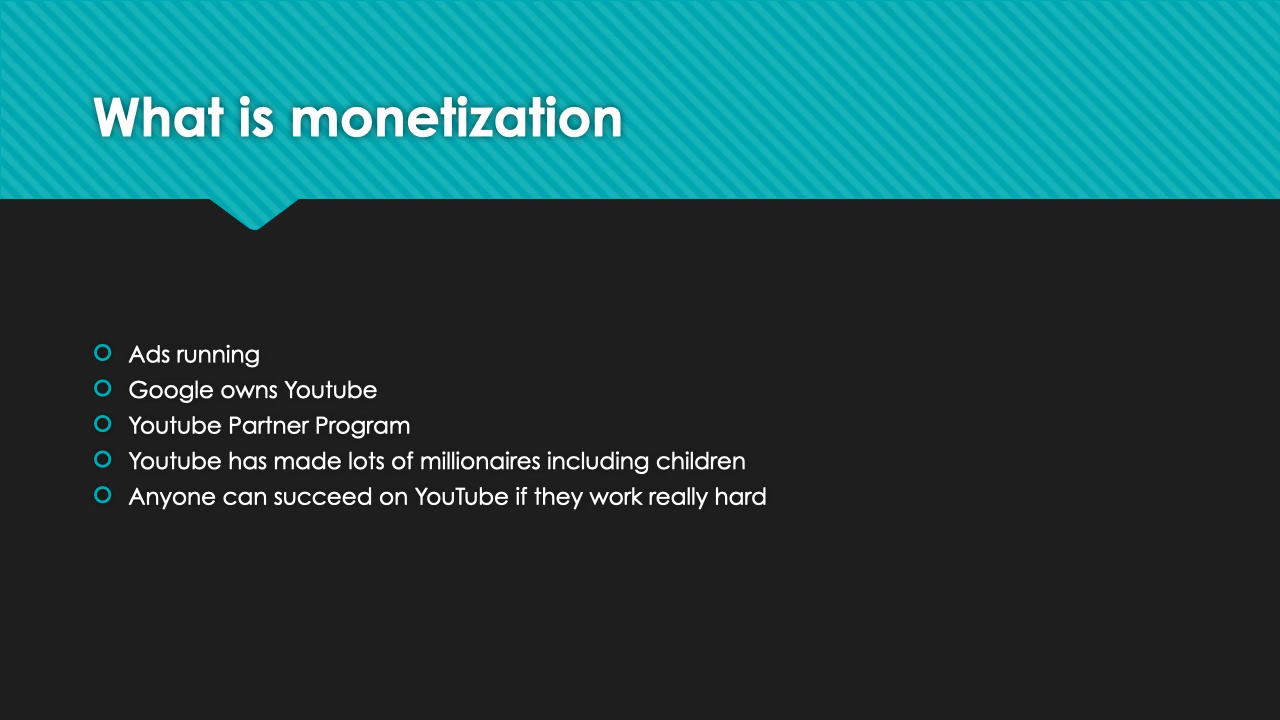 What is monetization
Ads running
Google owns Youtube
Youtube Partner Program
Youtube has made lots of millionaires including children
Anyone can succeed on YouTube if they work really hard